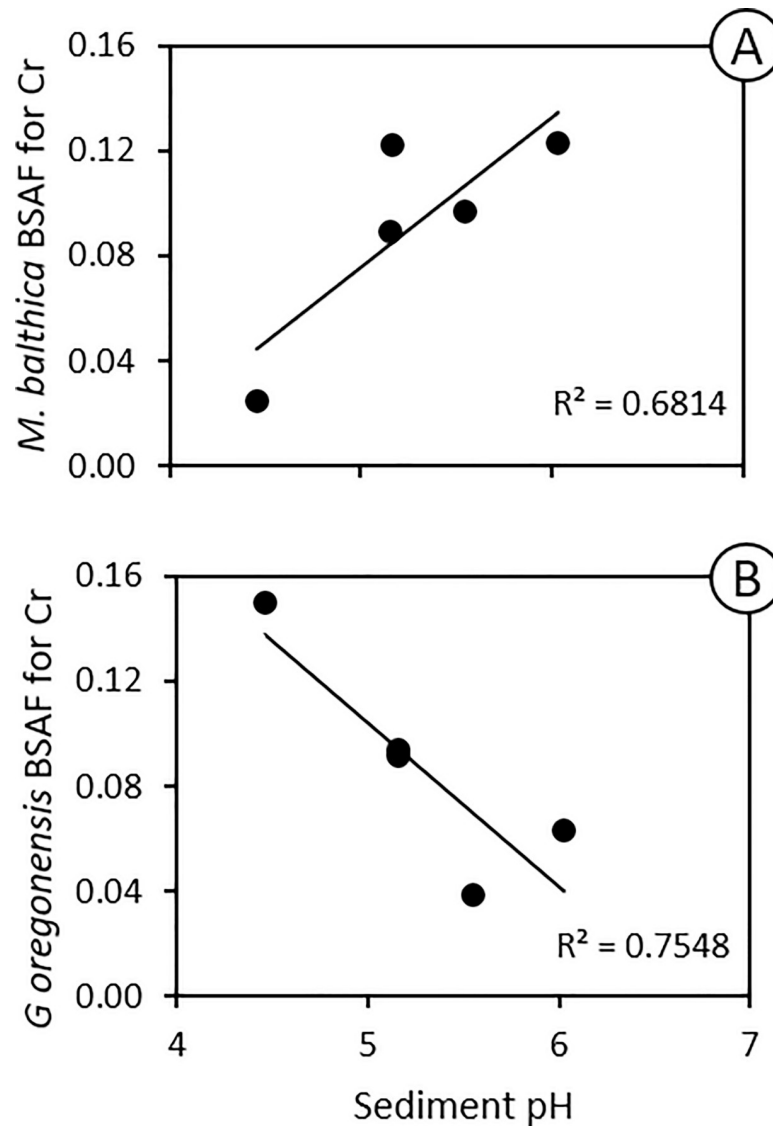 A
M. balthica BSAF for Cr
0.16
0.12
0.08
0.04
0.00
R² = 0.6814
B
G oregonensis BSAF for Cr
0.16
0.12
0.08
0.04
0.00
R² = 0.7548
4 5 6 7
Sediment pH